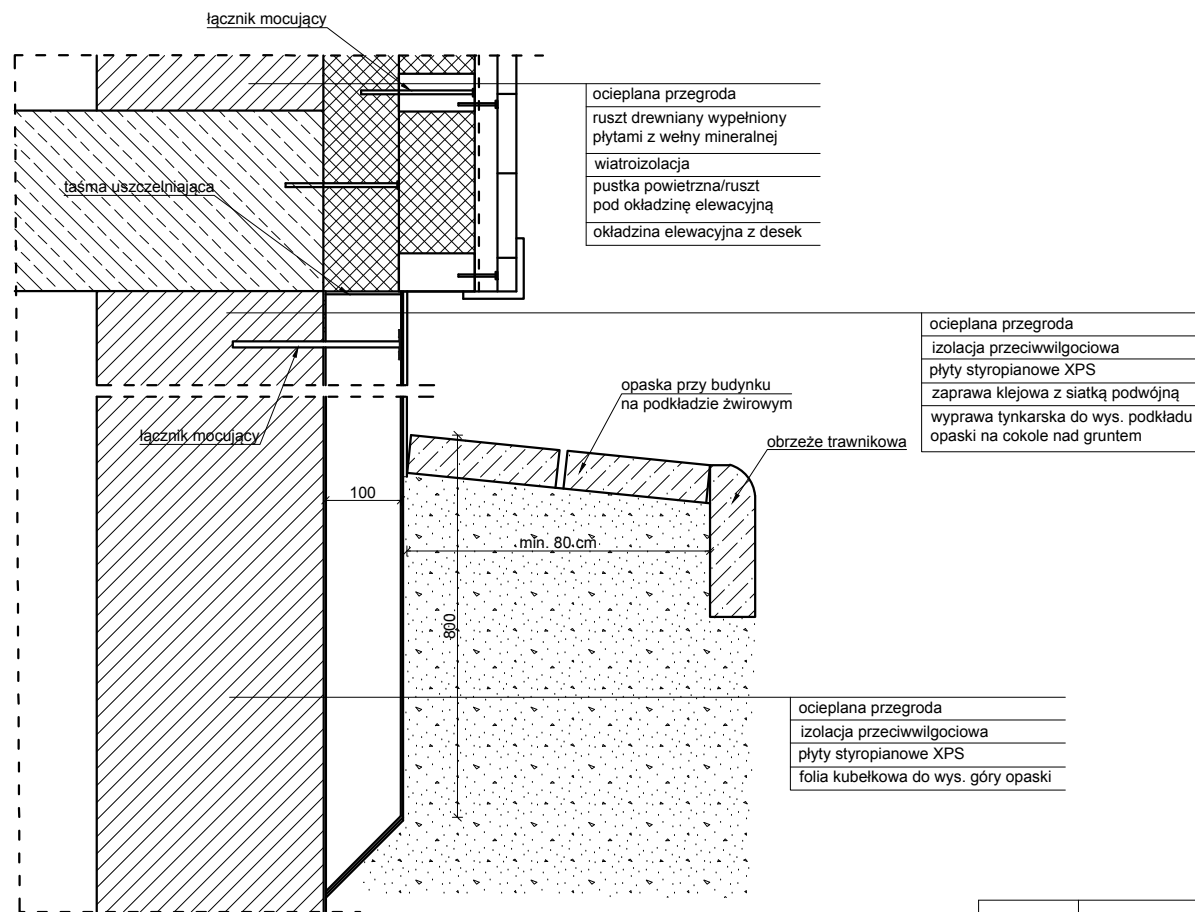 łącznik mocujący
ocieplana przegroda
ruszt drewniany wypełniony
płytami z wełny mineralnej
wiatroizolacja
pustka powietrzna/ruszt
pod okładzinę elewacyjną
okładzina elewacyjna z desek
taśma uszczelniająca
ocieplana przegroda
izolacja przeciwwilgociowa
płyty styropianowe XPS
zaprawa klejowa z siatką podwójną
wyprawa tynkarska do wys. podkładu
opaski na cokole nad gruntem
opaska przy budynku
na podkładzie żwirowym
obrzeże trawnikowa
łącznik mocujący
100
min. 80 cm
800
ocieplana przegroda
izolacja przeciwwilgociowa
płyty styropianowe XPS
folia kubełkowa do wys. góry opaski